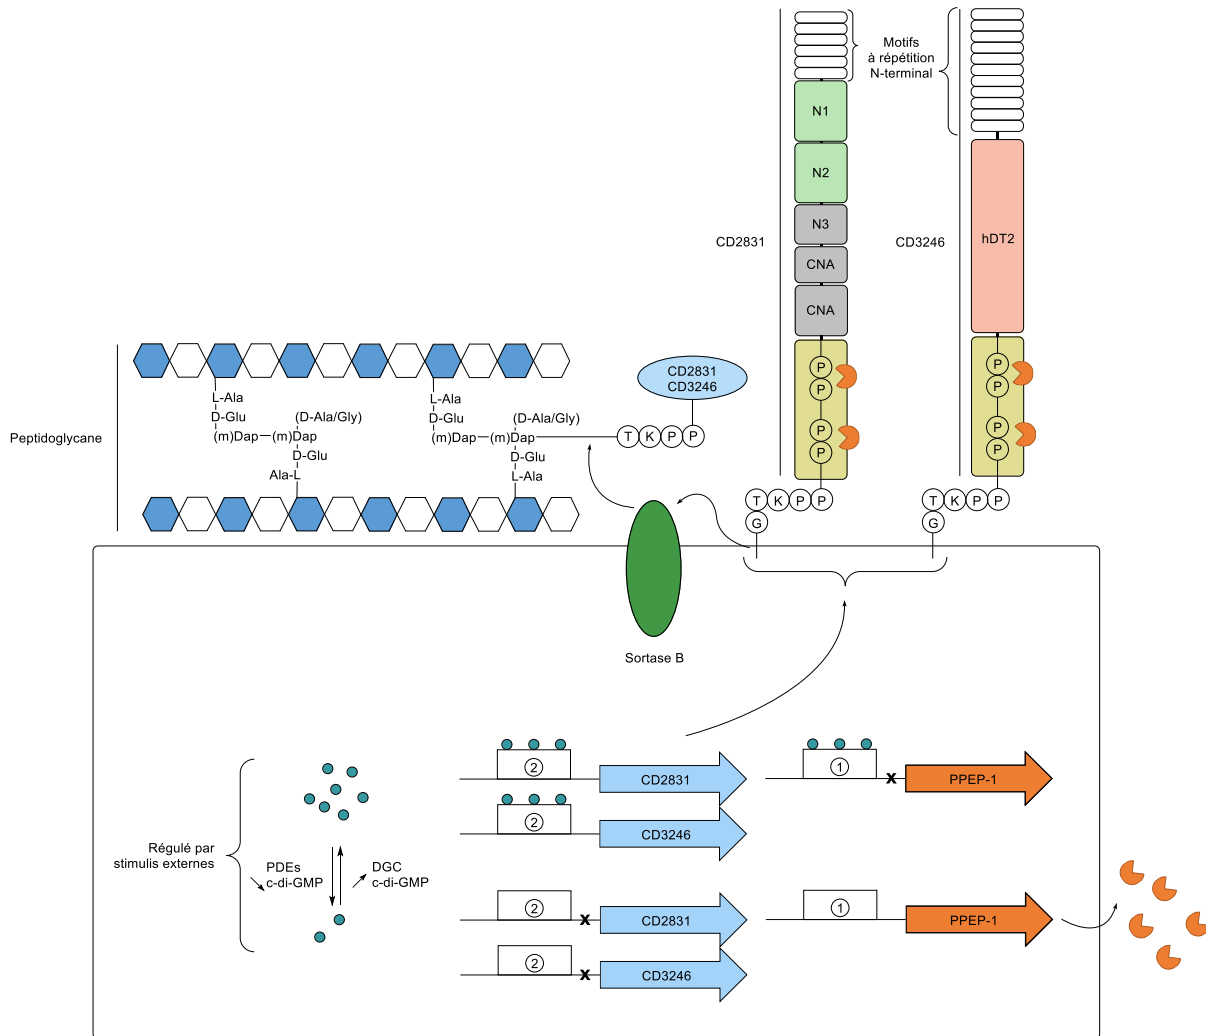 Motifs
à répétition
N-terminal
N1
N2
N3
CNA
CNA
CD2831
CD3246
hDT2
P
P
P
P
P
P
P
P
T K P P
G
T K P P
G
CD2831
CD3246
T K P P
Peptidoglycane
L-Ala
D-Glu
(m)Dap
(D-Ala/Gly)
(m)Dap
D-Glu
Ala-L
L-Ala
D-Glu
(m)Dap
(D-Ala/Gly)
(m)Dap
D-Glu
L-Ala
Sortase B
Régulé par
stimulis externes
PDEs
c-di-GMP
DGC
c-di-GMP
2
CD2831
1
x
PPEP-1
2
CD3246
2
x
CD2831
1
PPEP-1
2
x
CD3246